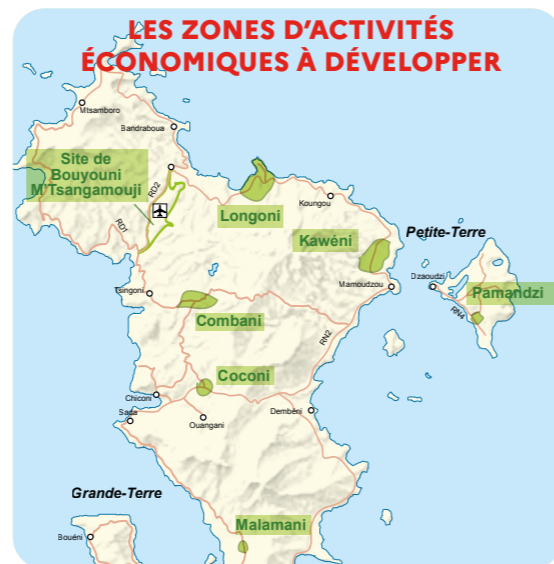 LES ZONES D'ACTIVITÉS
ÉCONOMIQUES À DÉVELOPPER
Mtsamboro
Bandraboua
Site de
Bouyouni
M'Tsangamouji
RD2
RD1
Longoni
Koungou
Kawéni
Petite-Terre
Dzaoudzi
Pamandzi
Mamoudzou
RN4
Tsingoni
Combani
RN2
Coconi
Chiconi
Sada
Ouangani
Dembéni
Grande-Terre
Malamani
Bouéni